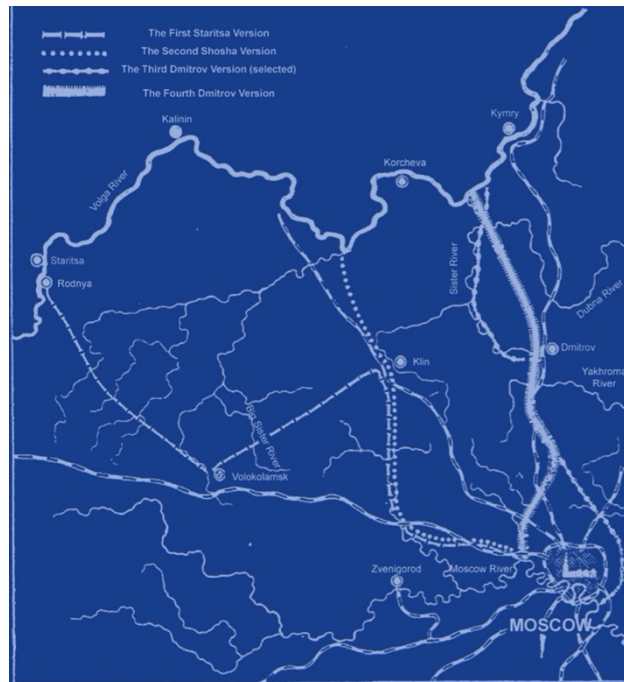 The First Staritsa Version
The Second Shosha Version
The Third Dmitrov Version (selected)
The Fourth Dmitrov Version
Kalinin
Kymry
Korcheva
Volga River
Staritsa
Rodnya
Sister River
Dubna River
Dmitrov
Klin
Yakhroma
River
Big Sister River
Volokolamsk
Zvenigorod
Moscow River
MOSCOW